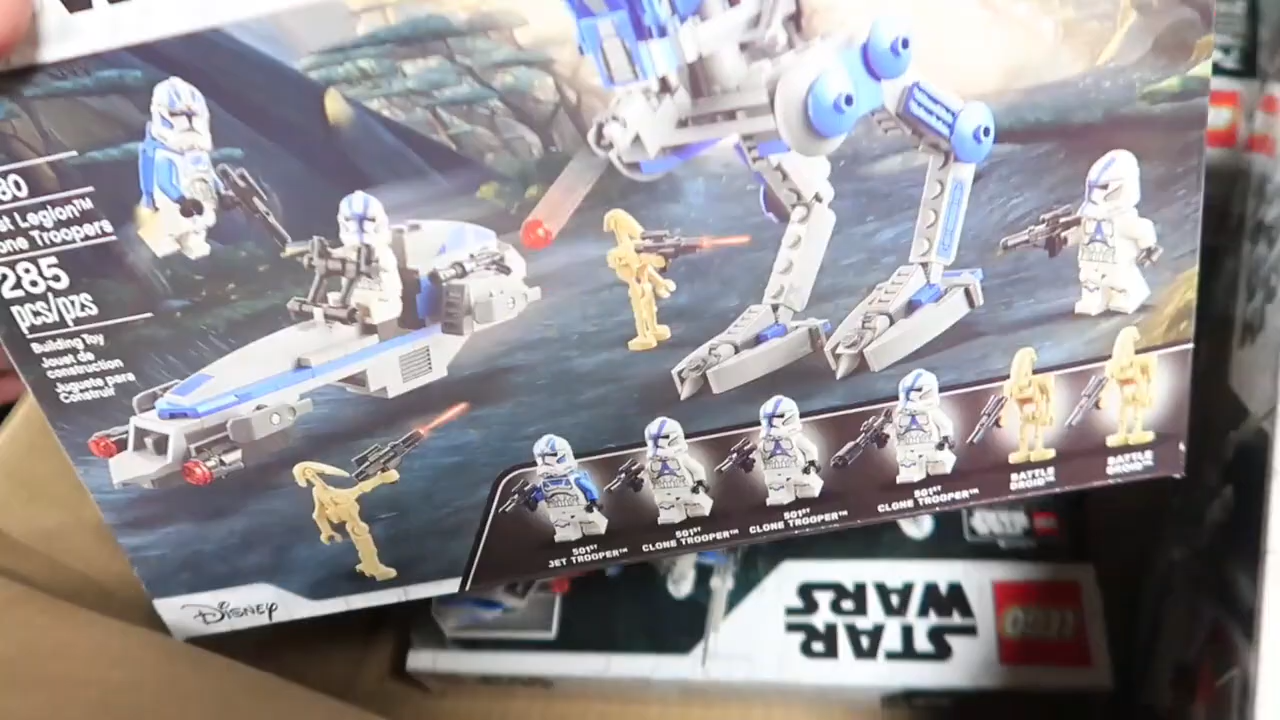 80
st Legion™
one Troopers
285
pcs/pzs
Building Toy
Jouet de
construction
Juguete para
Construir
501ST
JET TROOPER™
501ST
CLONE TROOPER™
501ST
CLONE TROOPER™
501ST
CLONE TROOPER™
BATTLE
DROID™
BATTLE
DROID™
Disney
STAR
WARS
LEGO